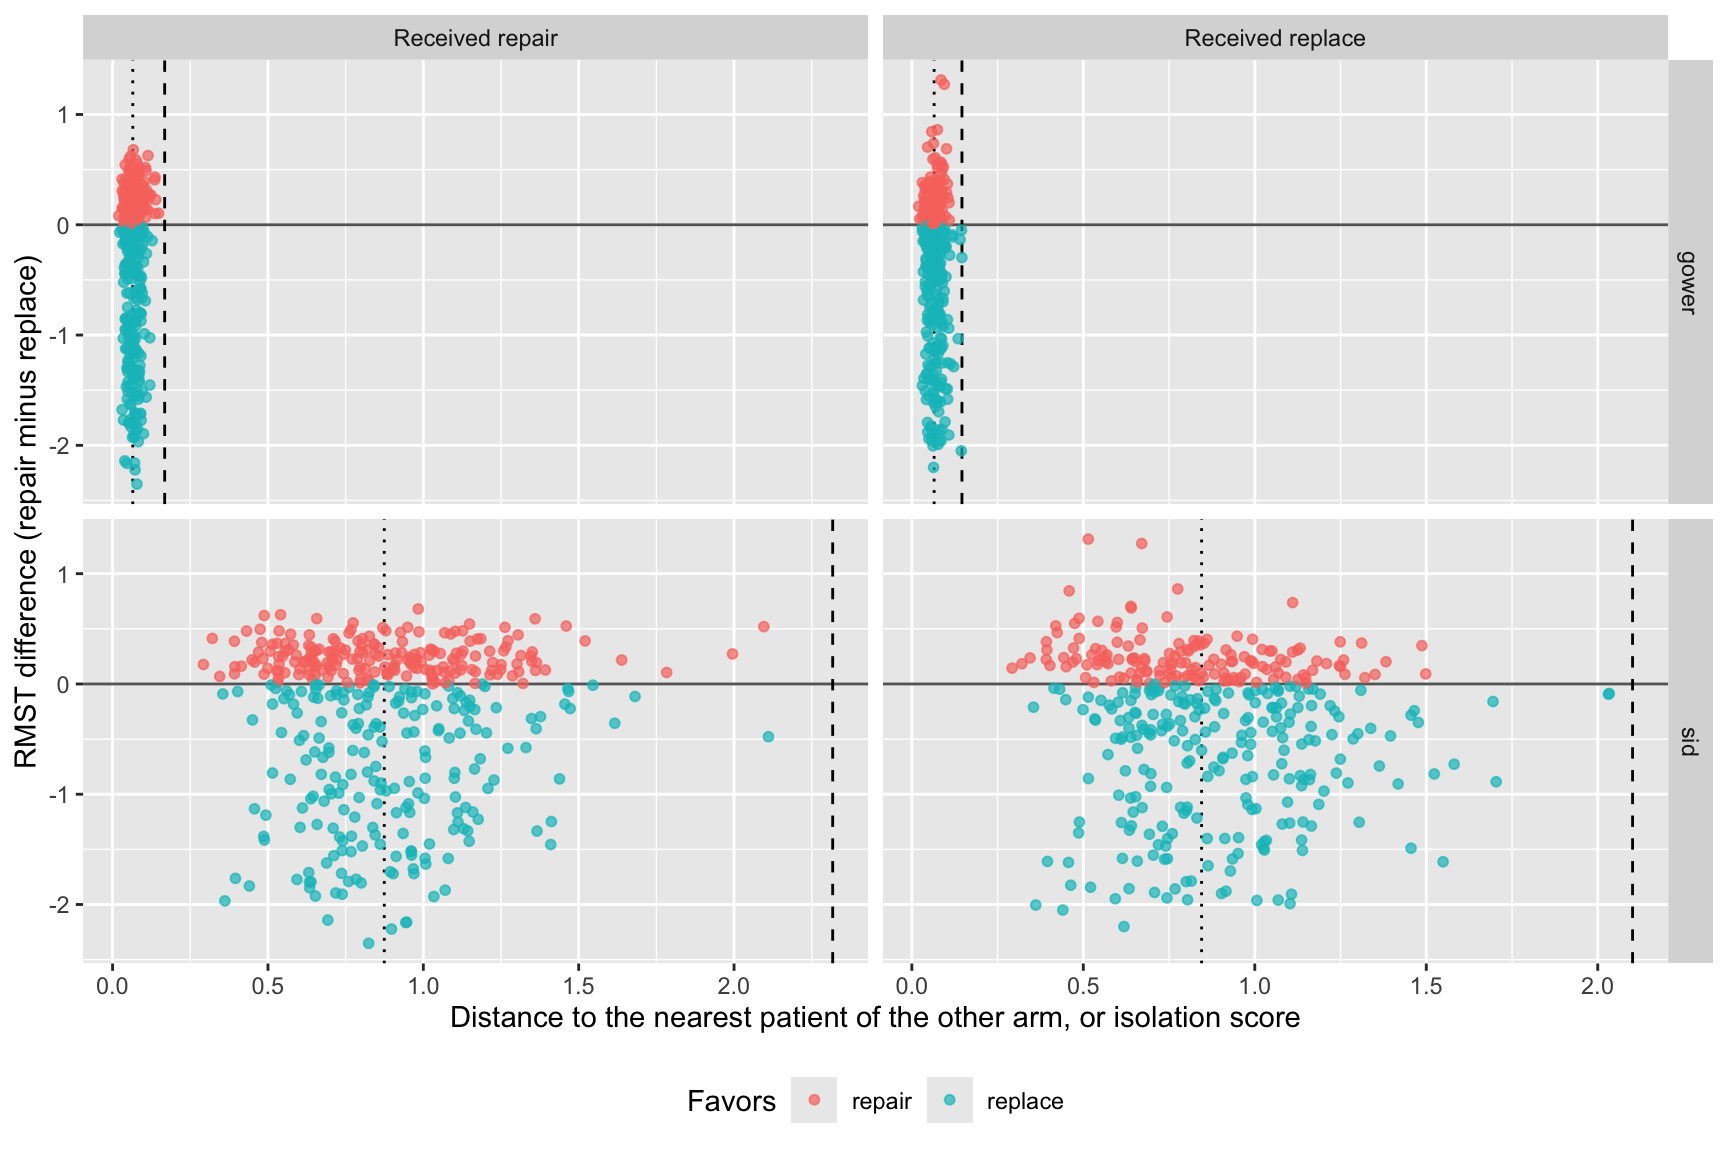 Received repair
Received replace
RMST difference (repair minus replace)
1
0
-1
-2
gower
1
0
-1
-2
sid
0.0
0.5
1.0
1.5
2.0
0.0
0.5
1.0
1.5
2.0
Distance to the nearest patient of the other arm, or isolation score
Favors
repair
replace